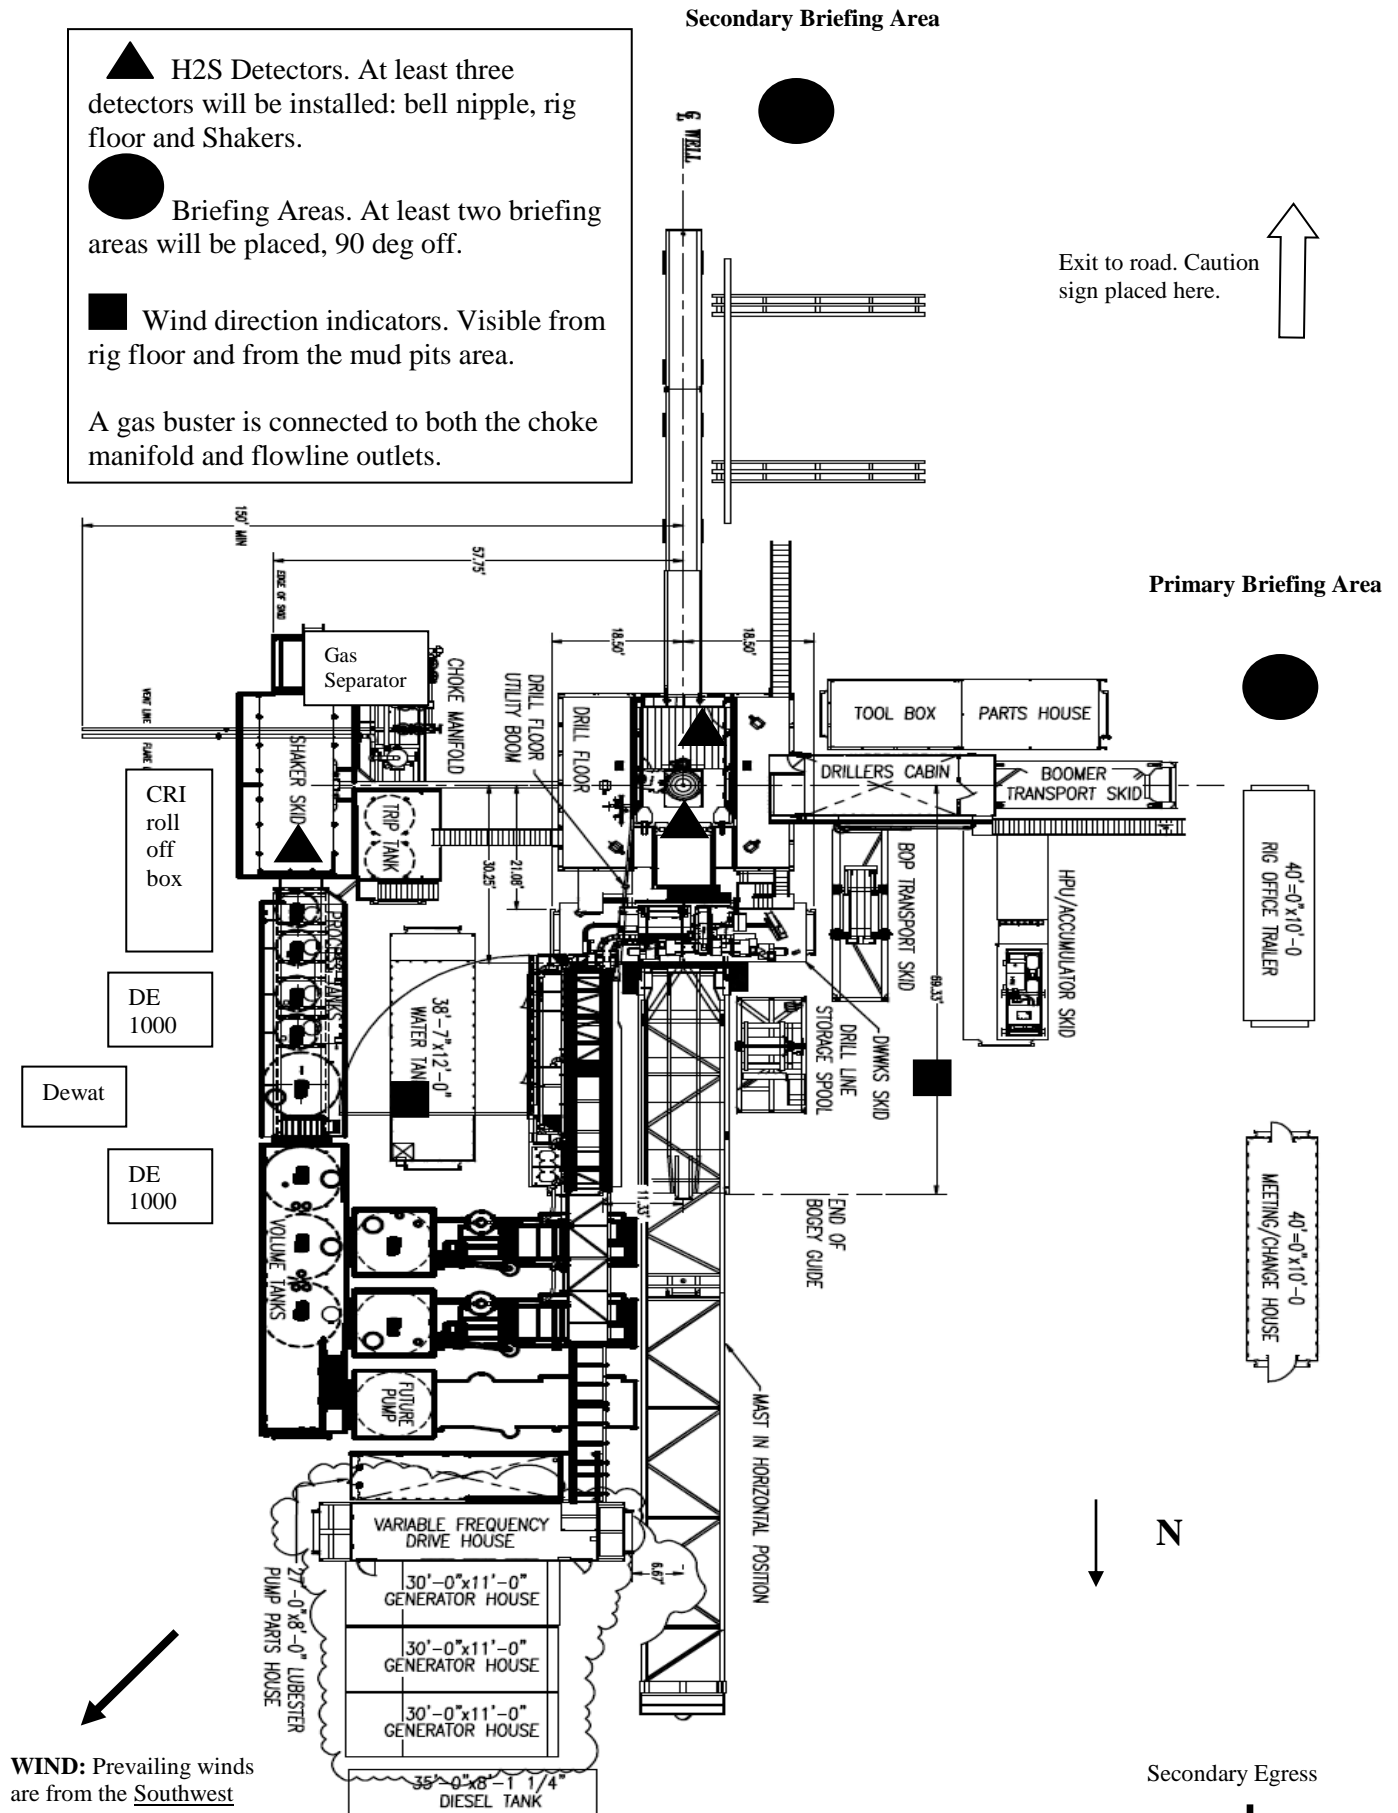 Secondary Briefing Area
H2S Detectors. At least three
detectors will be installed: bell nipple, rig
floor and Shakers.
Briefing Areas. At least two briefing
areas will be placed, 90 deg off.
Wind direction indicators. Visible from
rig floor and from the mud pits area.
A gas buster is connected to both the choke
manifold and flowline outlets.
WELL
Exit to road. Caution
sign placed here.
150' MIN
57.75'
EDGE OF SKID
18.50'
18.50'
Primary Briefing Area
Gas
Separator
CHOKE MANIFOLD
DRILL FLOOR
UTILITY BOOM
DRILL FLOOR
TOOL BOX
PARTS HOUSE
VENT LINE
FLARE
SHAKER SKID
DRILLERS CABIN
BOOMER
TRANSPORT SKID
CRI
roll
off
box
TRIP TANK
30.25'
21.08'
BOP TRANSPORT SKID
HPU/ACCUMULATOR SKID
40'=0"x10'-0
RIG OFFICE TRAILER
PROCESS TANKS
38'-7"x12'-0"
WATER TAN
69.33'
DE
1000
DWWKS SKID
DRILL LINE
STORAGE SPOOL
Dewat
DE
1000
VOLUME TANKS
11.33'
END OF
BOGEY GUIDE
40'=0"x10'-0
MEETING/CHANGE HOUSE
FUTURE
PUMP
MAST IN HORIZONTAL POSITION
VARIABLE FREQUENCY
DRIVE HOUSE
N
6.67'
27'-0"x8'-0" LUBESTER
PUMP PARTS HOUSE
30'-0"x11'-0"
GENERATOR HOUSE
30'-0"x11'-0"
GENERATOR HOUSE
30'-0"x11'-0"
GENERATOR HOUSE
WIND: Prevailing winds
are from the Southwest
35'-0"x8'-1 1/4"
DIESEL TANK
Secondary Egress